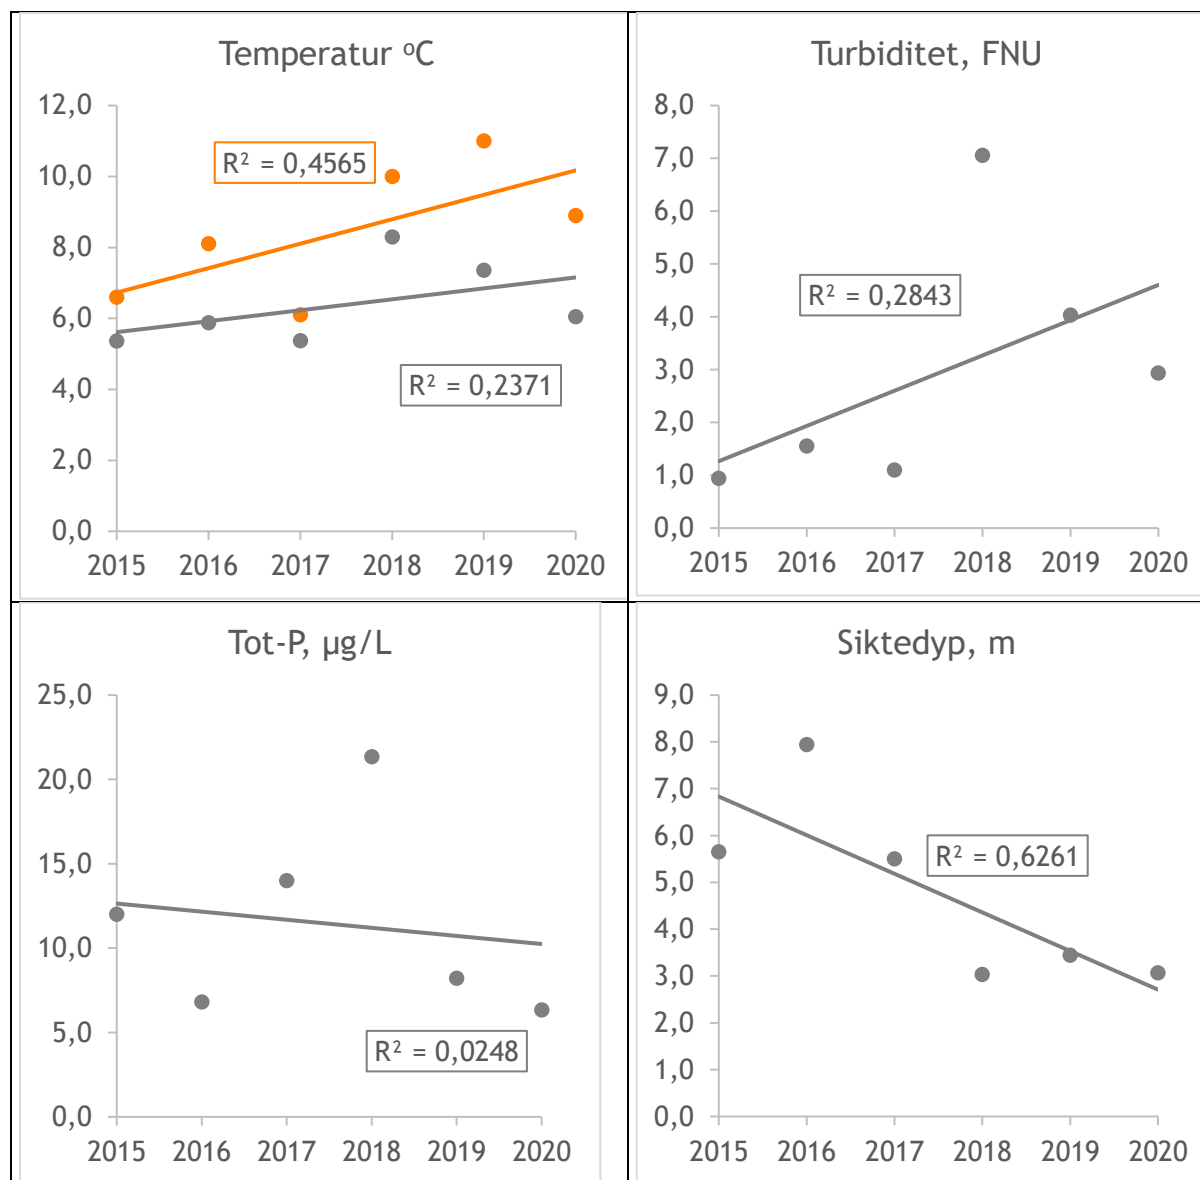 Temperatur ºC
12,0
10,0
8,0
6,0
4,0
2,0
0,0
R² = 0,4565
R² = 0,2371
2015 2016 2017 2018 2019 2020
Turbiditet, FNU
8,0
7,0
6,0
5,0
4,0
3,0
2,0
1,0
0,0
R² = 0,2843
2015 2016 2017 2018 2019 2020
Tot-P, µg/L
25,0
20,0
15,0
10,0
5,0
0,0
R² = 0,0248
2015 2016 2017 2018 2019 2020
Siktedyp, m
9,0
8,0
7,0
6,0
5,0
4,0
3,0
2,0
1,0
0,0
R² = 0,6261
2015 2016 2017 2018 2019 2020